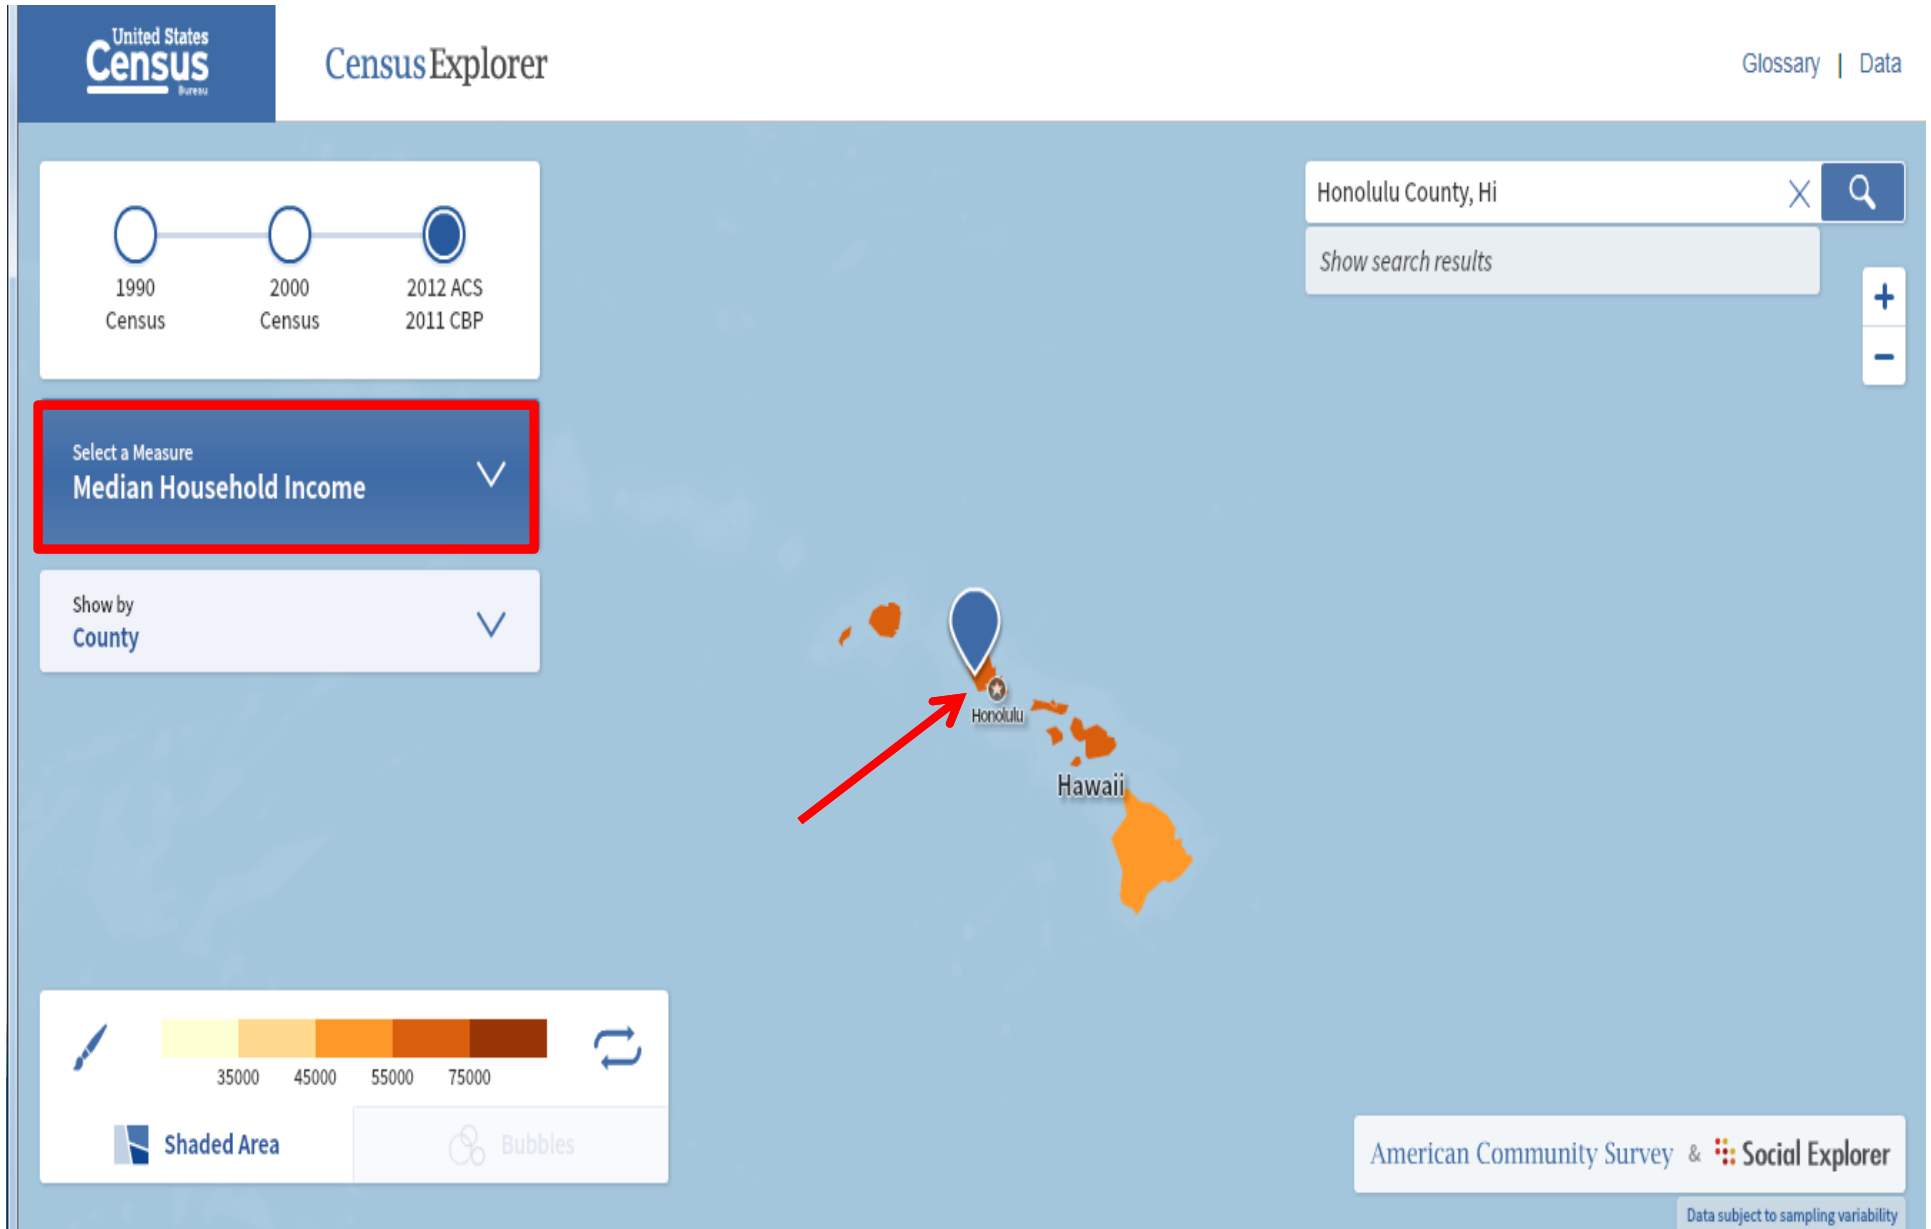 United States
Census
Bureau
Census Explorer
Glossary | Data
1990
Census
2000
Census
2012 ACS
2011 CBP
Honolulu County, Hi
Show search results
+
−
Select a Measure
Median Household Income
Show by
County
Honolulu
Hawaii
35000 45000 55000 75000
Shaded Area
Bubbles
American Community Survey & Social Explorer
Data subject to sampling variability